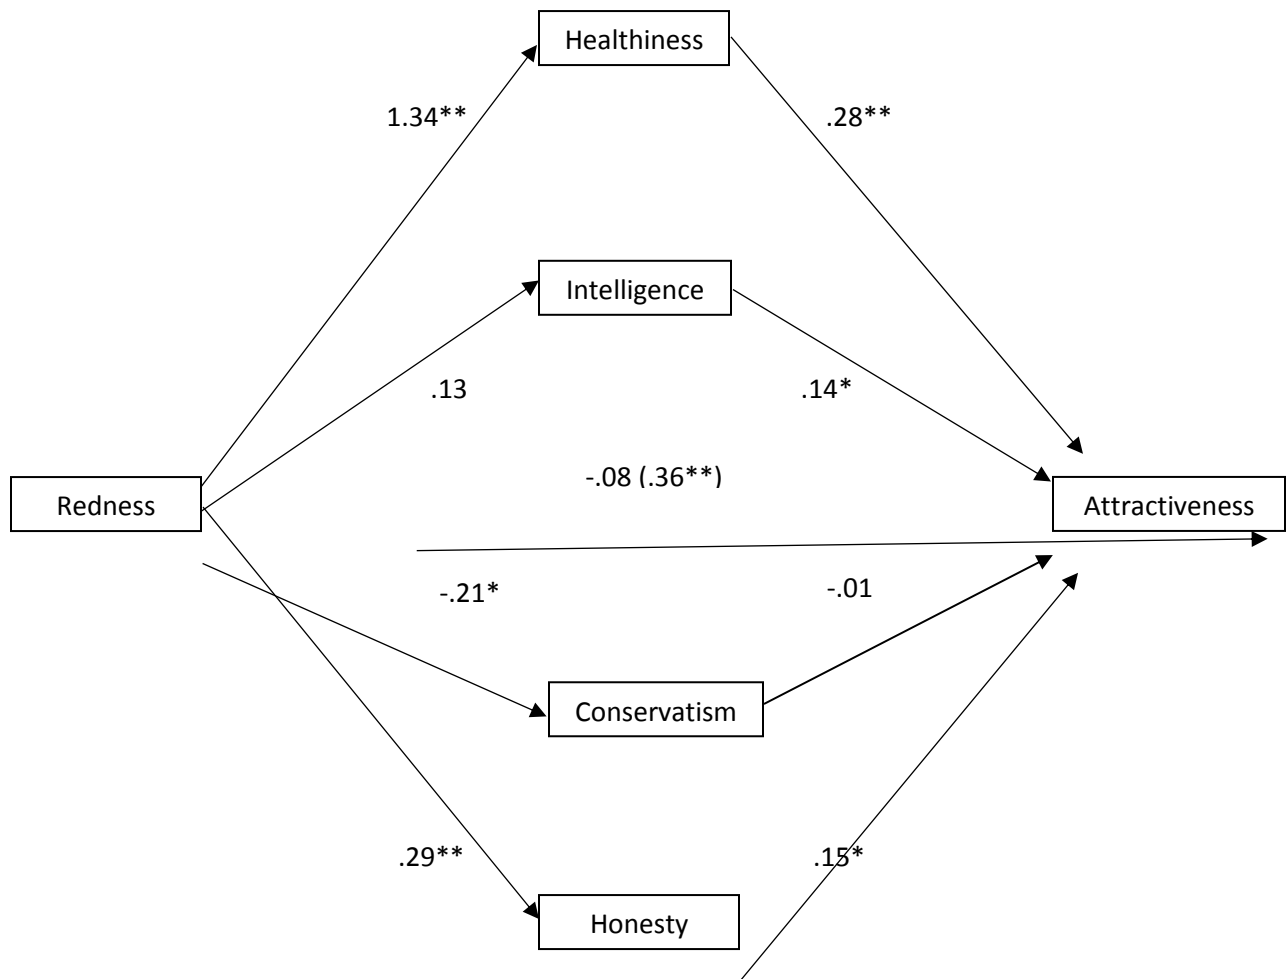 Healthiness
1.34**
.28**
Intelligence
.13
.14*
-.08 (.36**)
Redness
Attractiveness
-.21*
-.01
Conservatism
.29**
.15*
Honesty